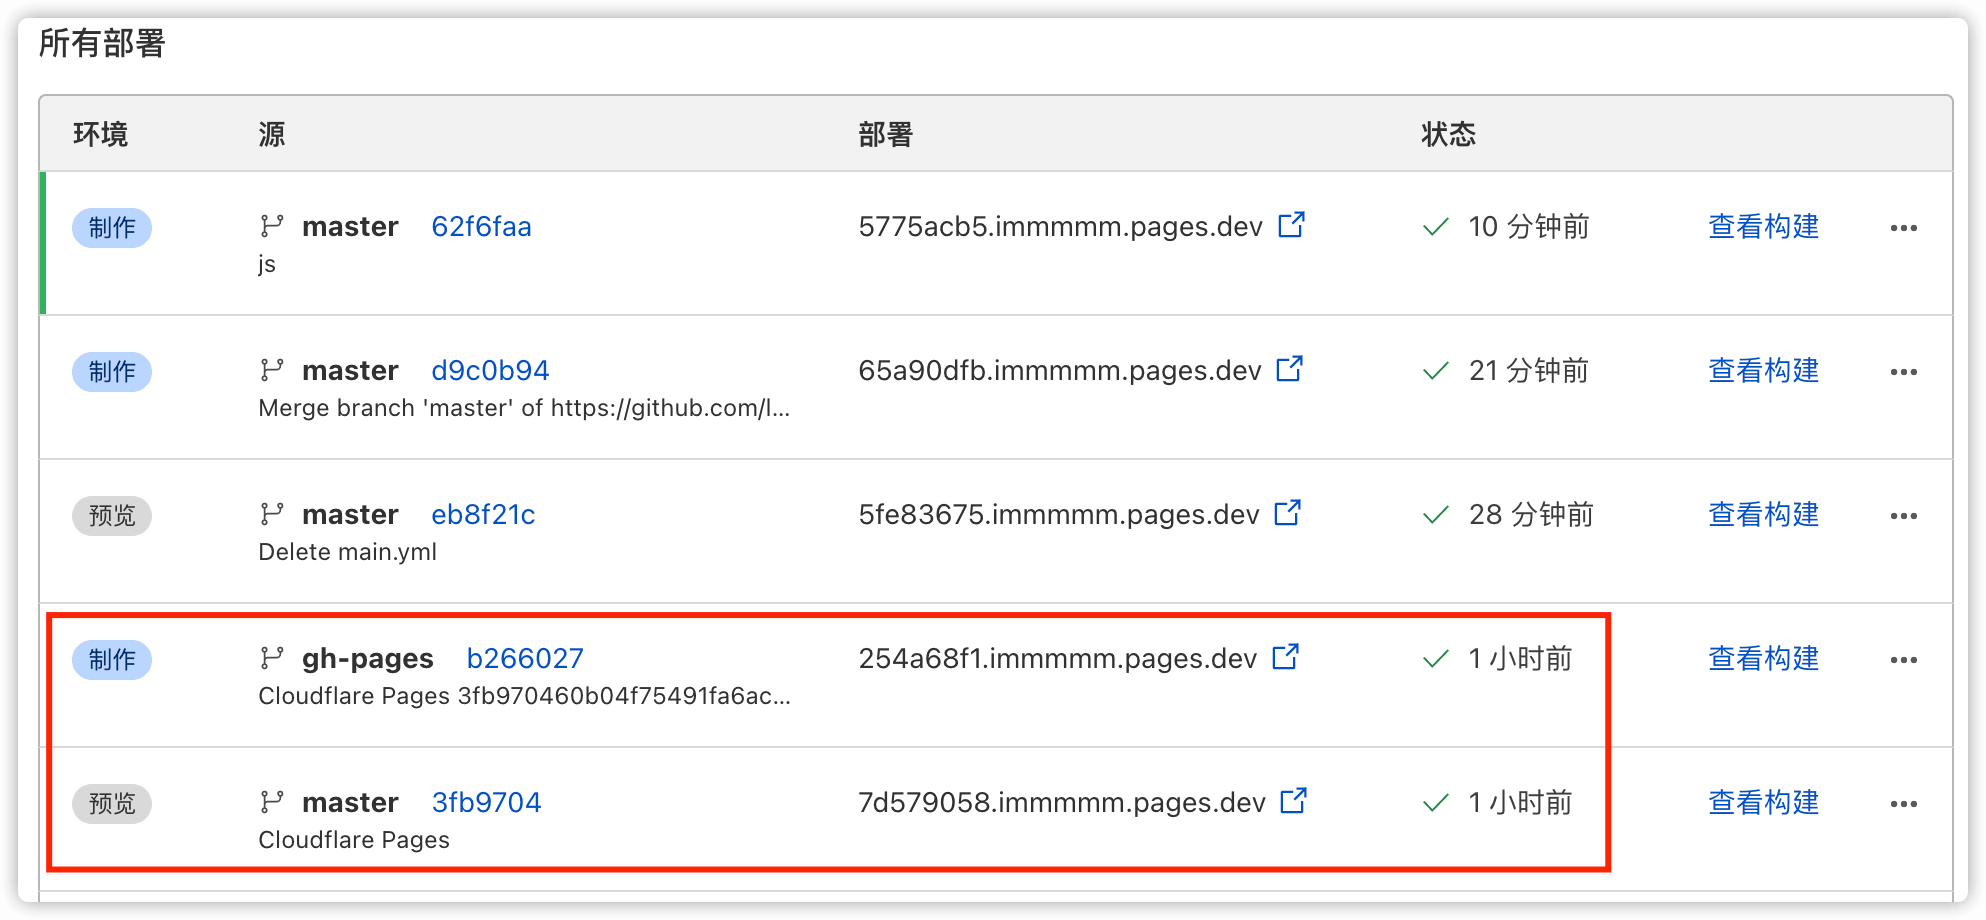 所有部署
环境 源 部署 状态
制作 master 62f6faa 5775acb5.immmmm.pages.dev 10 分钟前 查看构建
js
制作 master d9c0b94 65a90dfb.immmmm.pages.dev 21 分钟前 查看构建
Merge branch 'master' of https://github.com/l...
预览 master eb8f21c 5fe83675.immmmm.pages.dev 28 分钟前 查看构建
Delete main.yml
制作 gh-pages b266027 254a68f1.immmmm.pages.dev 1 小时前 查看构建
Cloudflare Pages 3fb970460b04f75491fa6ac...
预览 master 3fb9704 7d579058.immmmm.pages.dev 1 小时前 查看构建
Cloudflare Pages